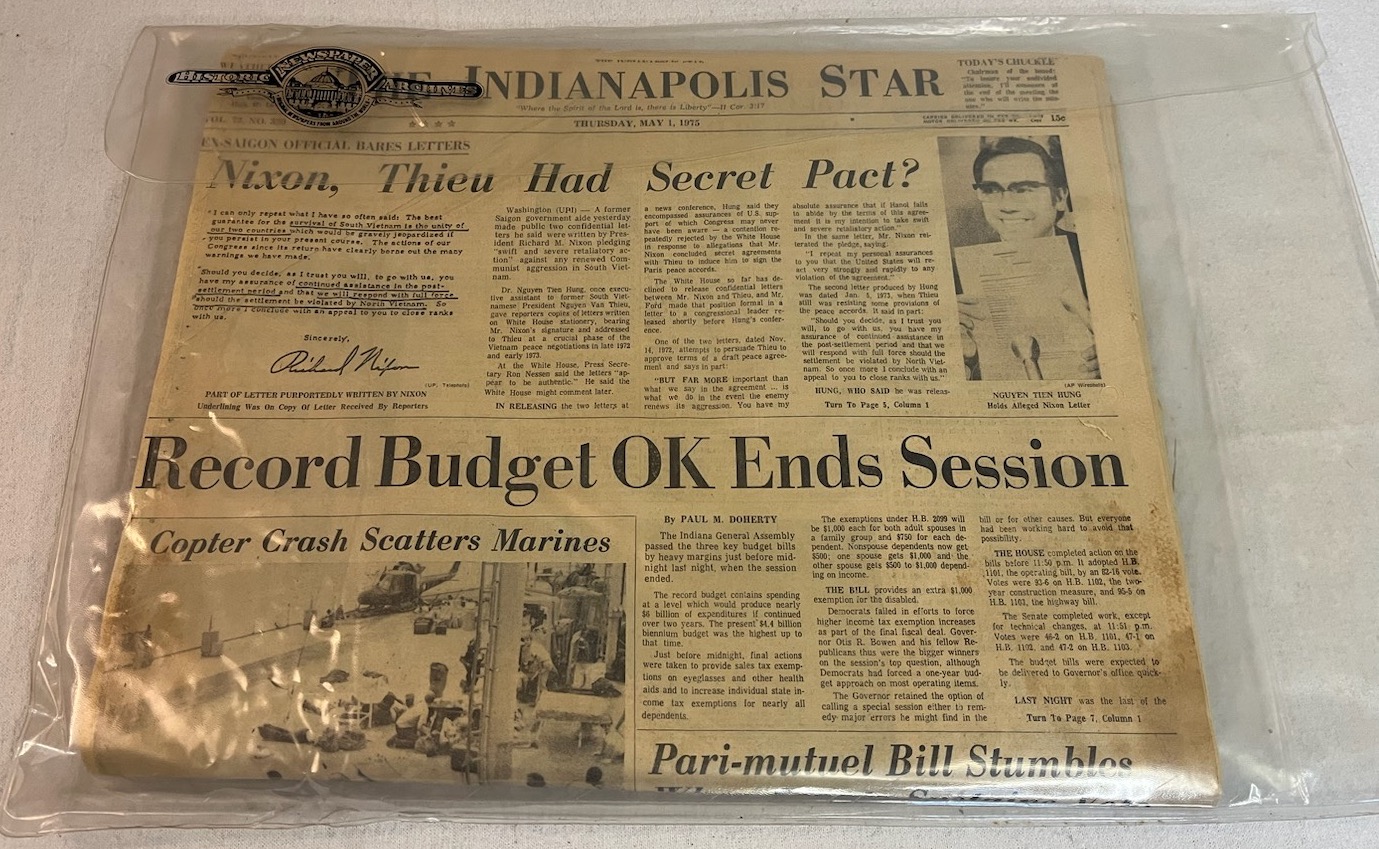 HISTORIC NEWSPAPER ARCHIVES
INDIANAPOLIS STAR
"Where the Spirit of the Lord is, there is Liberty"—II Cor. 3:17
TODAY'S CHUCKLE
Chairman of the board:
THURSDAY, MAY 1, 1975
15c
EX-SAIGON OFFICIAL BARES LETTERS
Nixon, Thieu Had Secret Pact?
"I can only repeat what I have so often said: The best
guarantee for the survival of South Vietnam is the unity of
our two countries which would be gravely jeopardized if
you persist in your present course. The actions of our
Congress since its return have clearly borne out the many
warnings we have made.
"Should you decide, as I trust you will, to go with us, you
have my assurance of continued assistance in the post-
settlement period and that we will respond with full force
should the settlement be violated by North Vietnam. So
once more I conclude with an appeal to you to close ranks
with us.
Sincerely,
Richard Nixon
(UPI Telephoto)
PART OF LETTER PURPORTEDLY WRITTEN BY NIXON
Underlining Was On Copy Of Letter Received By Reporters
Washington (UPI) — A former
Saigon government aide yesterday
made public two confidential let-
ters he said were written by Pres-
ident Richard M. Nixon pledging
"swift and severe retaliatory ac-
tion" against any renewed Com-
munist aggression in South Viet-
nam.
Dr. Nguyen Tien Hung, once exec-
utive assistant to former South Viet-
namese President Nguyen Van Thieu,
gave reporters copies of letters written
on White House stationery, bearing
Mr. Nixon's signature and addressed
to Thieu at a crucial phase of the
Vietnam peace negotiations in late 1972
and early 1973.
At the White House, Press Secre-
tary Ron Nessen said the letters "ap-
pear to be authentic." He said the
White House might comment later.
IN RELEASING the two letters at
a news conference, Hung said they
encompassed assurances of U.S. sup-
port of which Congress may never
have been aware — a contention re-
peatedly rejected by the White House
in response to allegations that Mr.
Nixon concluded secret agreements
with Thieu to induce him to sign the
Paris peace accords.
The White House so far has de-
clined to release confidential letters
between Mr. Nixon and Thieu, and Mr.
Ford made that position formal in a
letter to a congressional leader re-
leased shortly before Hung's confer-
ence.
One of the two letters, dated Nov.
14, 1972, attempts to persuade Thieu to
approve terms of a draft peace agree-
ment and says in part:
"BUT FAR MORE important than
what we say in the agreement ... is
what we do in the event the enemy
renews its aggression. You have my
absolute assurance that if Hanoi fails
to abide by the terms of this agree-
ment it is my intention to take swift
and severe retaliatory action."
In the same letter, Mr. Nixon rei-
terated the pledge, saying:
"I repeat my personal assurances
to you that the United States will re-
act very strongly and rapidly to any
violation of the agreement."
The second letter produced by Hung
was dated Jan. 5, 1973, when Thieu
still was resisting some provisions of
the peace accords. It said in part:
"Should you decide, as I trust you
will, to go with us, you have my
assurance of continued assistance in
the post-settlement period and that we
will respond with full force should the
settlement be violated by North Viet-
nam. So once more I conclude with an
appeal to you to close ranks with us."
HUNG, WHO SAID he was releas-
Turn To Page 5, Column 1
(AP Wirephoto)
NGUYEN TIEN HUNG
Holds Alleged Nixon Letter
Record Budget OK Ends Session
Copter Crash Scatters Marines
By PAUL M. DOHERTY
The Indiana General Assembly
passed the three key budget bills
by heavy margins just before mid-
night last night, when the session
ended.
The record budget contains spending
at a level which would produce nearly
$6 billion of expenditures if continued
over two years. The present $4.4 billion
biennium budget was the highest up to
that time.
Just before midnight, final actions
were taken to provide sales tax exemp-
tions on eyeglasses and other health
aids and to increase individual state in-
come tax exemptions for nearly all
dependents.
The exemptions under H.B. 2099 will
be $1,000 each for both adult spouses in
a family group and $750 for each de-
pendent. Nonspouse dependents now get
$500; one spouse gets $1,000 and the
other spouse gets $500 to $1,000 depend-
ing on income.
THE BILL provides an extra $1,000
exemption for the disabled.
Democrats failed in efforts to force
higher income tax exemption increases
as part of the final fiscal deal. Gover-
nor Otis R. Bowen and his fellow Re-
publicans thus were the bigger winners
on the session's top question, although
Democrats had forced a one-year bud-
get approach on most operating items.
The Governor retained the option of
calling a special session either to rem-
edy major errors he might find in the
bill or for other causes. But everyone
had been working hard to avoid that
possibility.
THE HOUSE completed action on the
bills before 11:50 p.m. It adopted H.B.
1101, the operating bill, by an 82-16 vote.
Votes were 93-6 on H.B. 1102, the two-
year construction measure, and 95-5 on
H.B. 1103, the highway bill.
The Senate completed work, except
for technical changes, at 11:51 p.m.
Votes were 46-2 on H.B. 1101, 47-1 on
H.B. 1102 and 47-2 on H.B. 1103.
The budget bills were expected to
be delivered to Governor's office quick-
ly.
LAST NIGHT was the last of the
Turn To Page 7, Column 1
Pari-mutuel Bill Stumbles